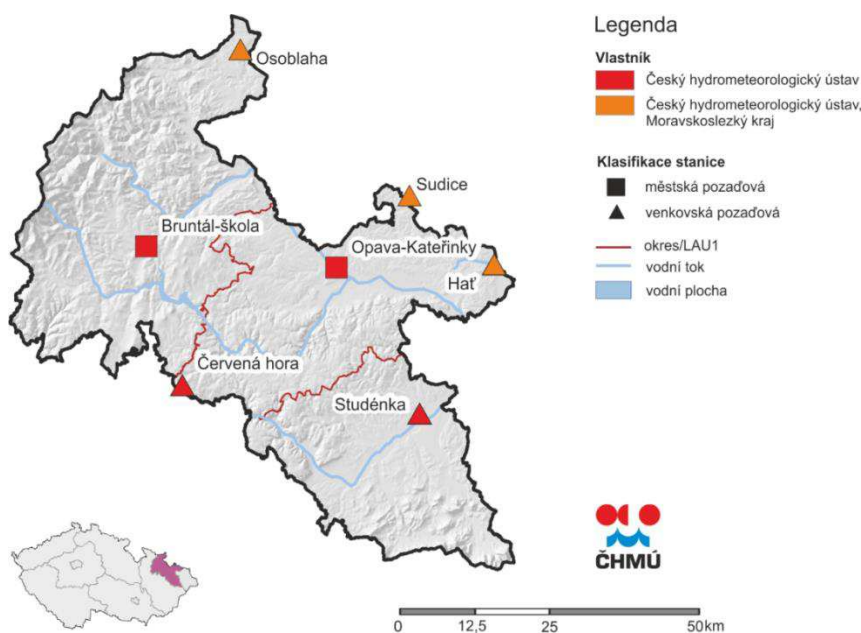 Osoblaha
Sudice
Bruntál-škola
Opava-Kateřinky
Hať
Červená hora
Studénka
Legenda
Vlastník
Český hydrometeorologický ústav
Český hydrometeorologický ústav,
Moravskoslezký kraj
Klasifikace stanice
městská pozaďová
venkovská pozaďová
okres/LAU1
vodní tok
vodní plocha
ČHMÚ
0 12,5 25 50km